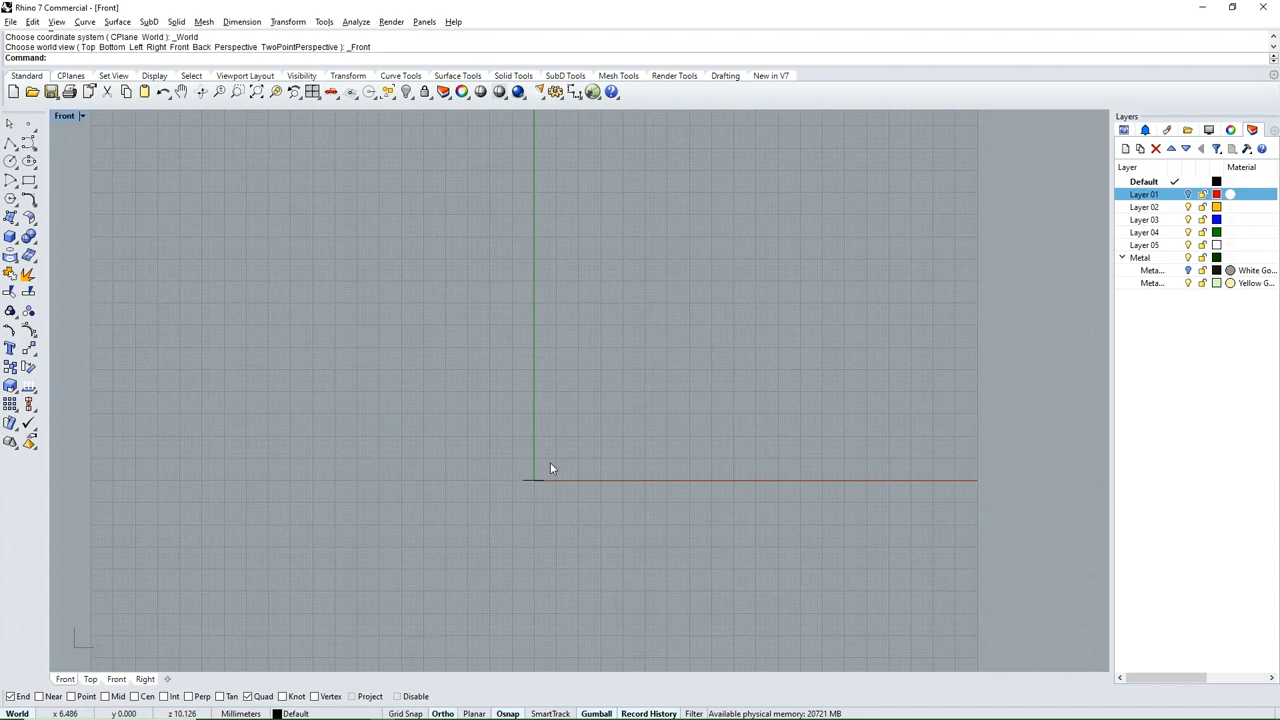 Rhino 7 Commercial - [Front]
File Edit View Curve Surface SubD Solid Mesh Dimension Transform Tools Analyze Render Panels Help
Choose coordinate system ( CPlane World ): _World
Choose world view ( Top Bottom Left Right Front Back Perspective TwoPointPerspective ): _Front
Command:
Standard CPlanes Set View Display Select Viewport Layout Visibility Transform Curve Tools Surface Tools Solid Tools SubD Tools Mesh Tools Render Tools Drafting New in V7
Front
Layers
Layer Material
Default
Layer 01
Layer 02
Layer 03
Layer 04
Layer 05
Metal
Meta... White Go...
Meta... Yellow G...
Front Top Front Right
End Near Point Mid Cen Int Perp Tan Quad Knot Vertex Project Disable
World x 6.486 y 0.000 z 10.126 Millimeters Default Grid Snap Ortho Planar Osnap SmartTrack Gumball Record History Filter Available physical memory: 20721 MB